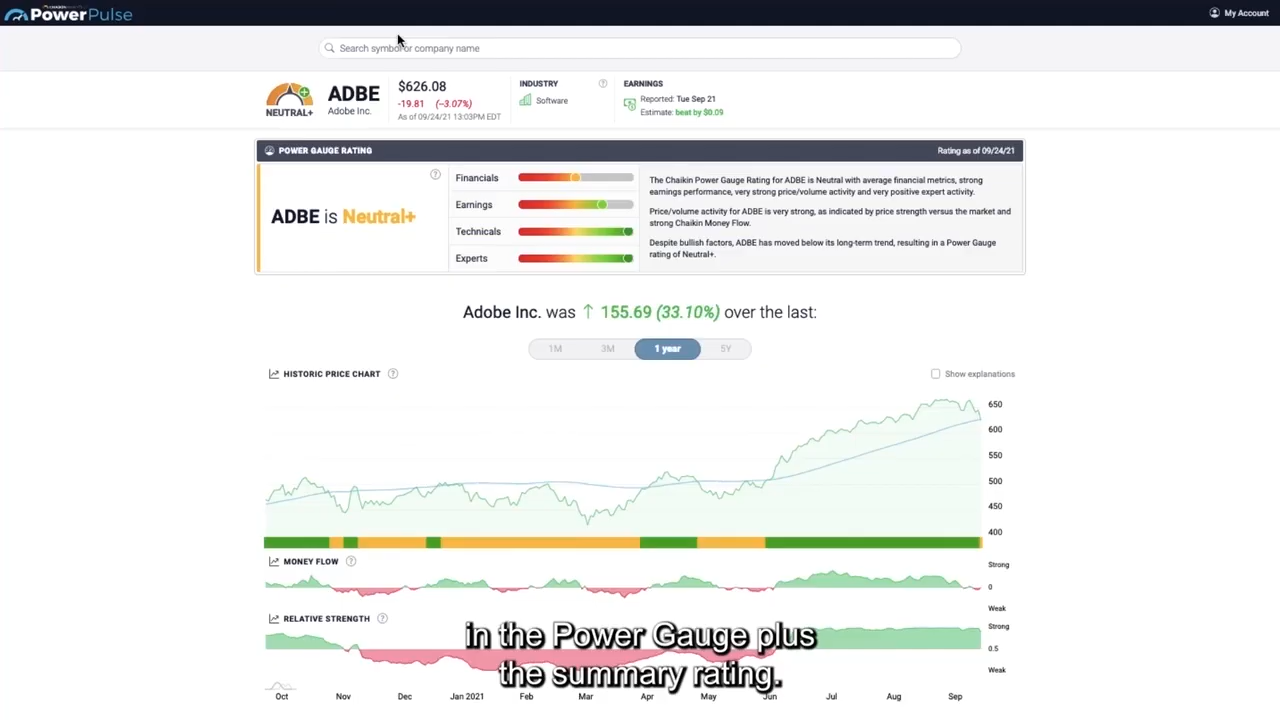 PowerPulse
My Account
Search symbol or company name
NEUTRAL+
ADBE
Adobe Inc.
$626.08
-19.81 (-3.07%)
As of 09/24/21 13:03PM EDT
INDUSTRY
Software
EARNINGS
Reported: Tue Sep 21
Estimate: beat by $0.09
POWER GAUGE RATING
Rating as of 09/24/21
ADBE is Neutral+
Financials
Earnings
Technicals
Experts
The Chaikin Power Gauge Rating for ADBE is Neutral with average financial metrics, strong
earnings performance, very strong price/volume activity and very positive expert activity.
Price/volume activity for ADBE is very strong, as indicated by price strength versus the market and
strong Chaikin Money Flow.
Despite bullish factors, ADBE has moved below its long-term trend, resulting in a Power Gauge
rating of Neutral+.
Adobe Inc. was ↑ 155.69 (33.10%) over the last:
1M 3M 1 year 5Y
HISTORIC PRICE CHART
Show explanations
650
600
550
500
450
400
MONEY FLOW
Strong
0
Weak
RELATIVE STRENGTH
Strong
0.5
Weak
in the Power Gauge plus
the summary rating.
Oct Nov Dec Jan 2021 Feb Mar Apr May Jun Jul Aug Sep